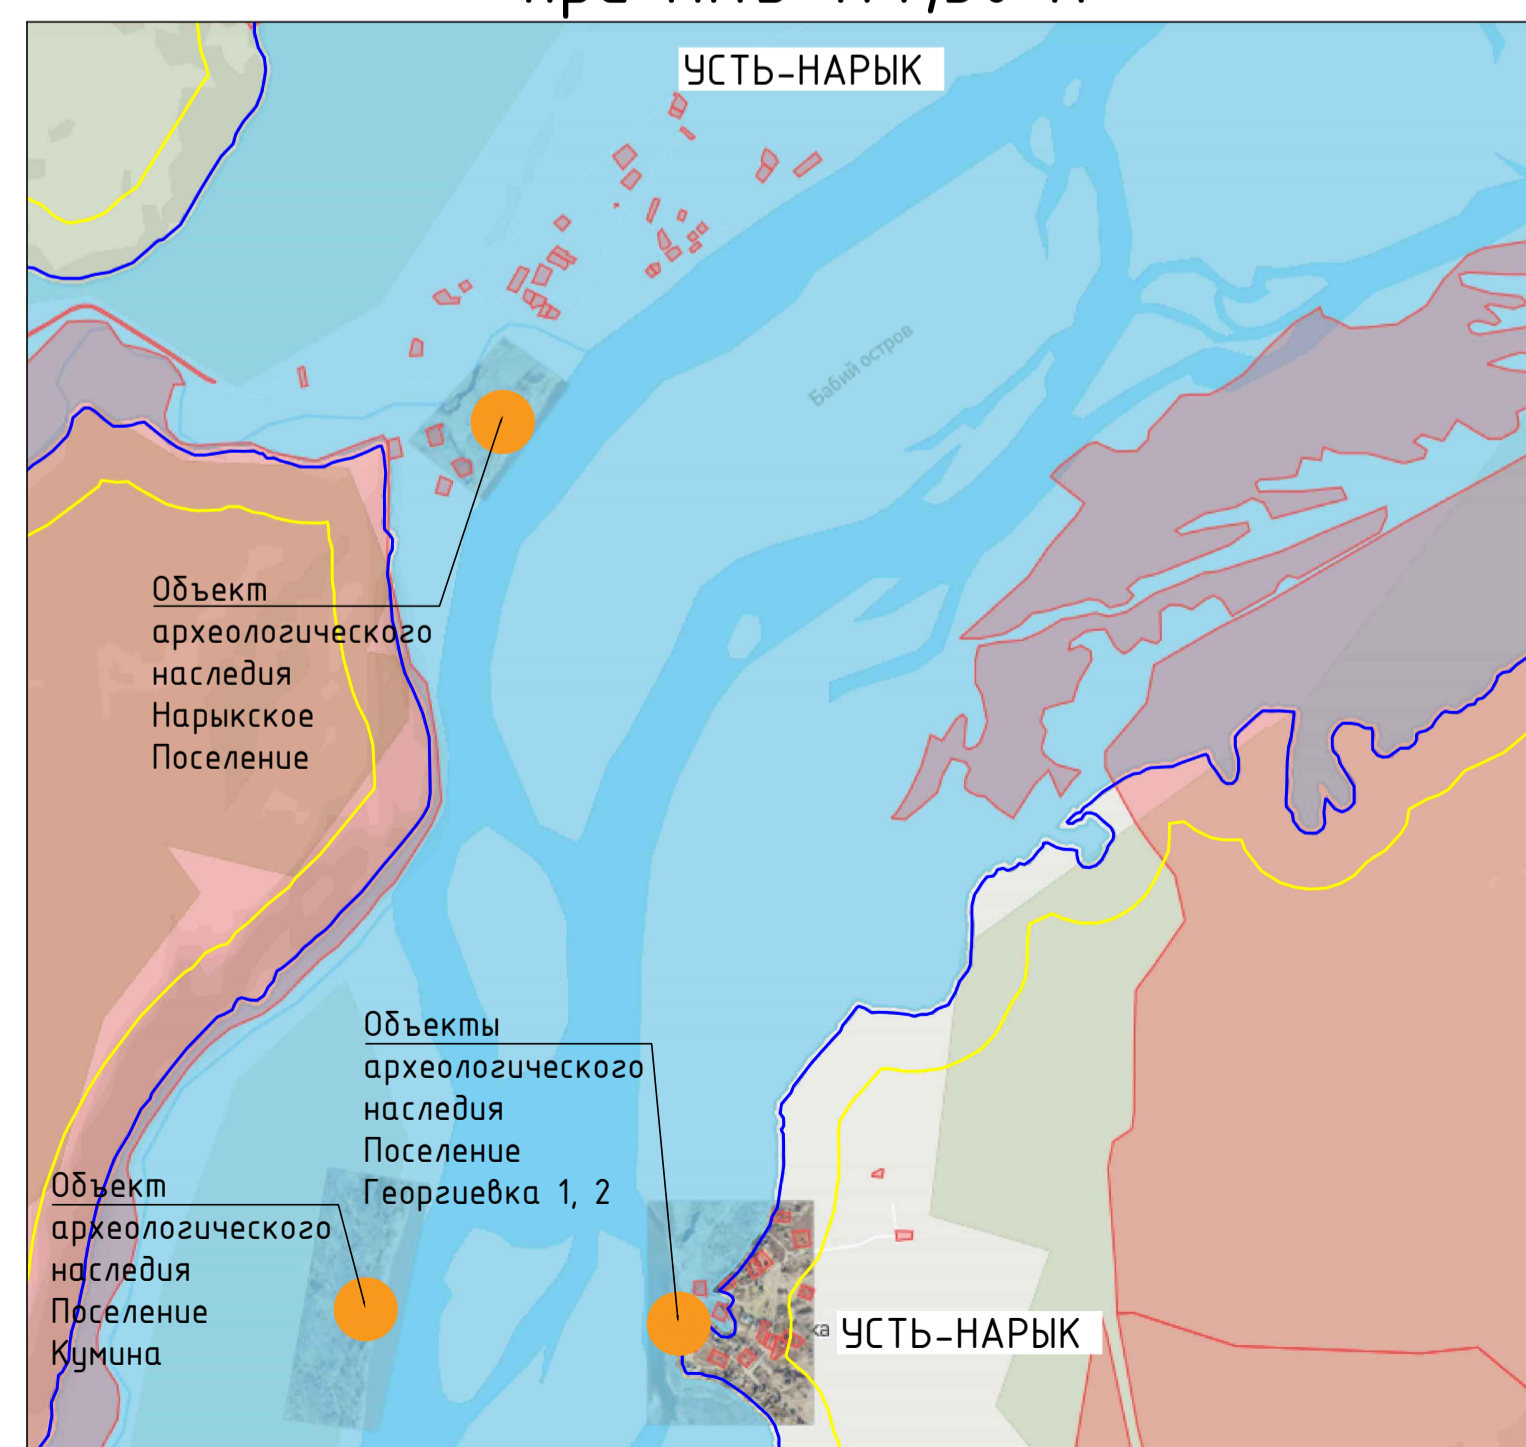 УСТЬ-НАРЫК
Бабий остров
Объект
археологического
наследия
Нарыкское
Поселение
Объекты
археологического
наследия
Поселение
Георгиевка 1, 2
Объект
археологического
наследия
Поселение
Кумина
УСТЬ-НАРЫК